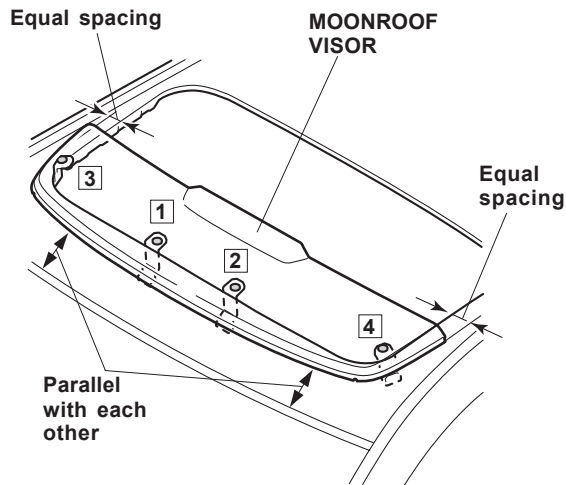 Equal spacing
MOONROOF
VISOR
Equal
spacing
3
1
2
4
Parallel
with each
other